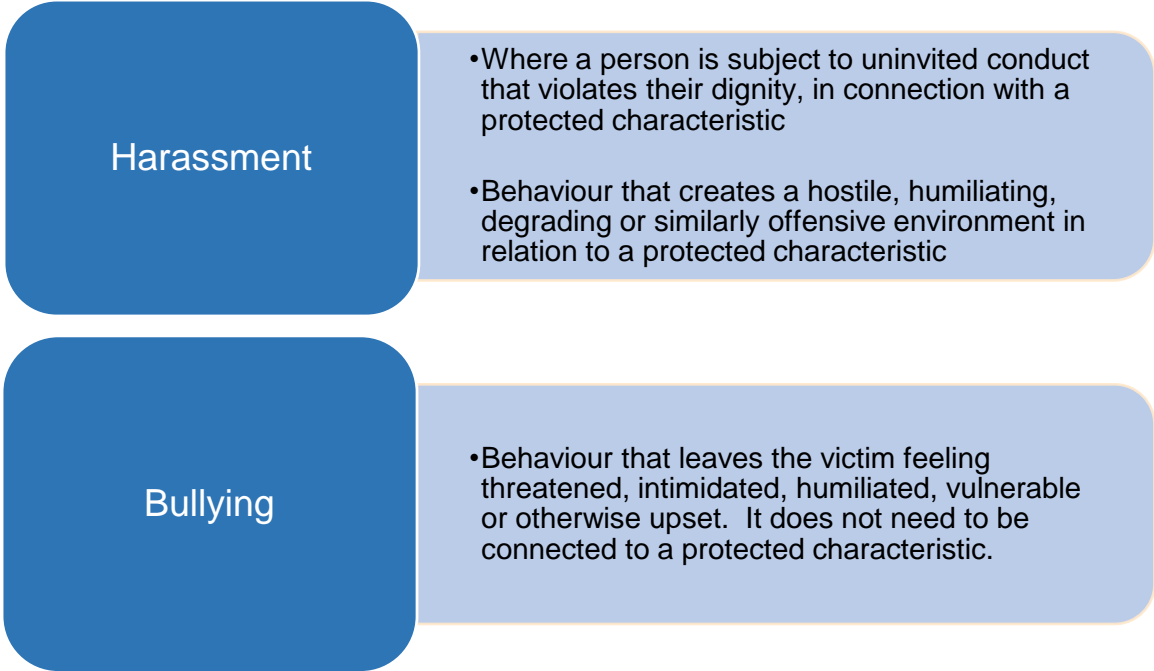 Harassment
•Where a person is subject to uninvited conduct
that violates their dignity, in connection with a
protected characteristic
•Behaviour that creates a hostile, humiliating,
degrading or similarly offensive environment in
relation to a protected characteristic
Bullying
•Behaviour that leaves the victim feeling
threatened, intimidated, humiliated, vulnerable
or otherwise upset.  It does not need to be
connected to a protected characteristic.